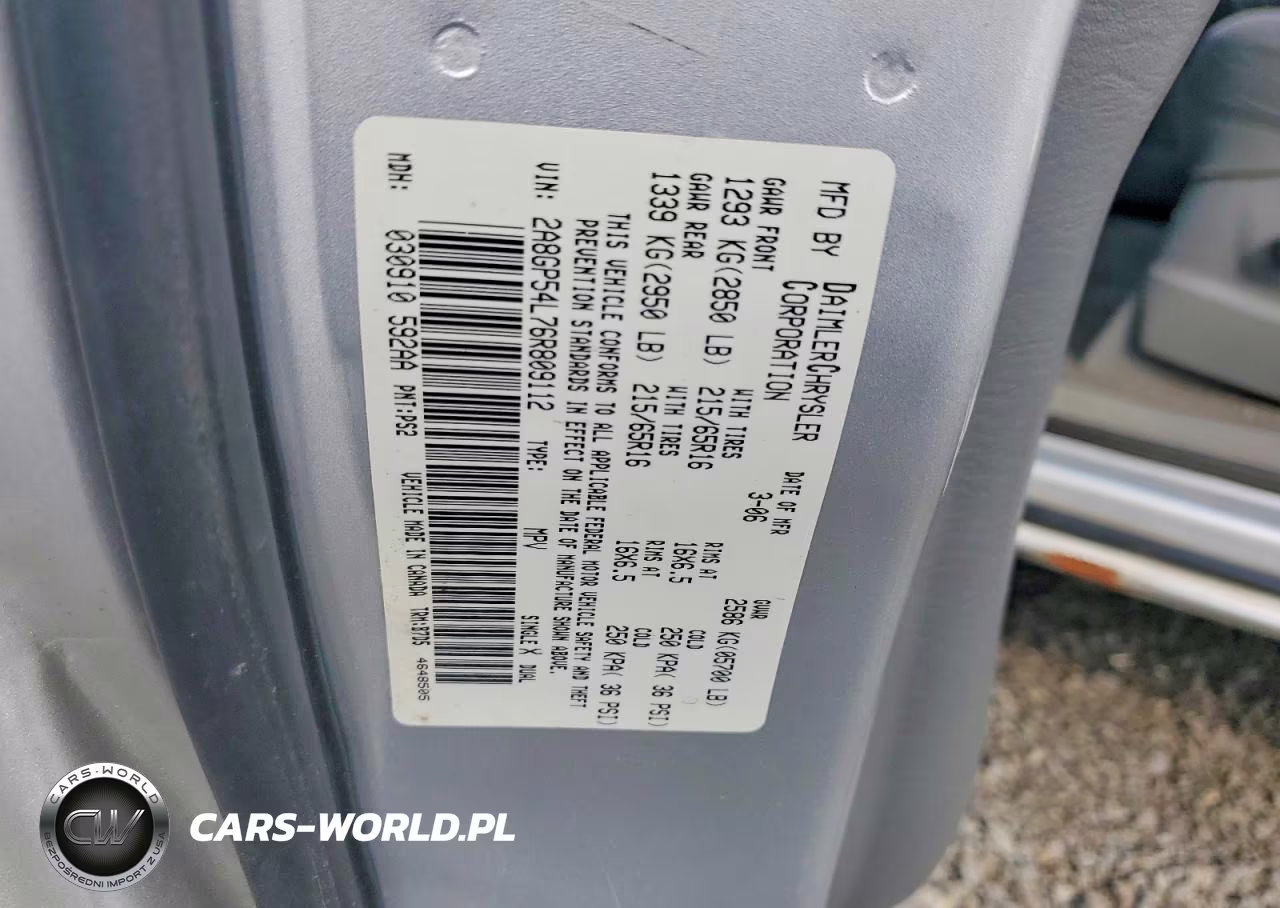 MFD BY DAIMLERCHRYSLER CORPORATION
DATE OF MFR
3-06
GAWR
2586 KG(05700 LB)
GAWR FRONT
1293 KG(2850 LB)
WITH TIRES
215/65R16
RIMS AT
16X6.5
COLD
250 KPA( 36 PSI)
GAWR REAR
1339 KG(2950 LB)
WITH TIRES
215/65R16
RIMS AT
16X6.5
COLD
250 KPA( 36 PSI)
THIS VEHICLE CONFORMS TO ALL APPLICABLE FEDERAL MOTOR VEHICLE SAFETY AND THEFT
PREVENTION STANDARDS IN EFFECT ON THE DATE OF MANUFACTURE SHOWN ABOVE.
VIN: 2A8GP54L76R809112 TYPE: MPV SINGLE X DUAL
MDH: 030910 592AA PNT:PS2 VEHICLE MADE IN CANADA TRM:B7D5 4648505
CARS-WORLD
CW
BEZPOŚREDNI IMPORT Z USA
CARS-WORLD.PL